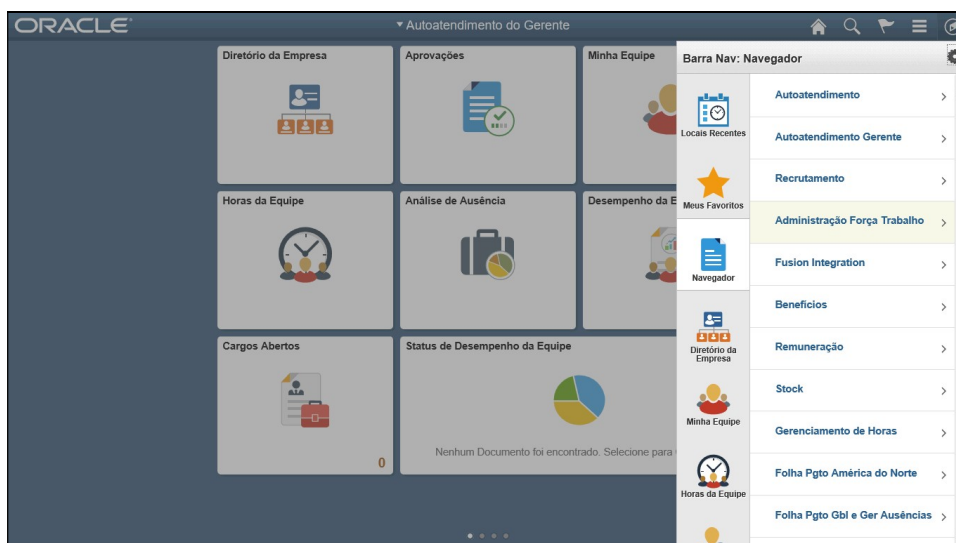 ORACLE
Autoatendimento do Gerente
Diretório da Empresa
Aprovações
Minha Equipe
Horas da Equipe
Análise de Ausência
Desempenho da E
Cargos Abertos
0
Status de Desempenho da Equipe
Nenhum Documento foi encontrado. Selecione para
Barra Nav: Navegador
Locais Recentes
Meus Favoritos
Navegador
Diretório da
Empresa
Minha Equipe
Horas da Equipe
Autoatendimento
Autoatendimento Gerente
Recrutamento
Administração Força Trabalho
Fusion Integration
Benefícios
Remuneração
Stock
Gerenciamento de Horas
Folha Pgto América do Norte
Folha Pgto Gbl e Ger Ausências